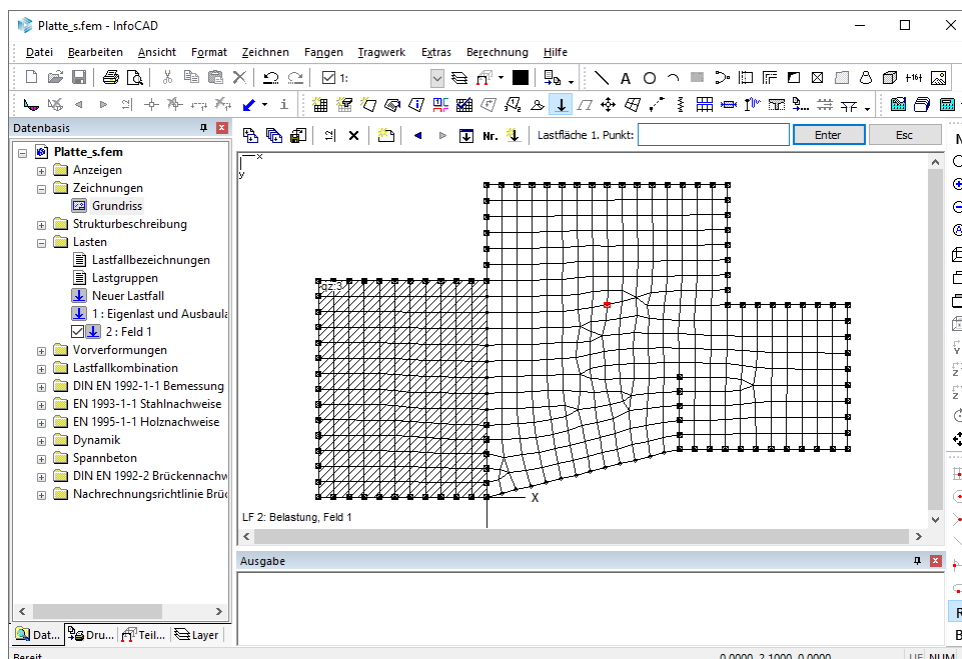 Platte_s.fem - InfoCAD
Datei Bearbeiten Ansicht Format Zeichnen Fangen Tragwerk Extras Berechnung Hilfe
1:
Datenbasis
Nr. Lastfläche 1. Punkt: Enter Esc
Platte_s.fem
Anzeigen
Zeichnungen
Grundriss
Strukturbeschreibung
Lasten
Lastfallbezeichnungen
Lastgruppen
Neuer Lastfall
1 : Eigenlast und Ausbaula
2 : Feld 1
Vorverformungen
Lastfallkombination
DIN EN 1992-1-1 Bemessung
EN 1993-1-1 Stahlnachweise
EN 1995-1-1 Holznachweise
Dynamik
Spannbeton
DIN EN 1992-2 Brückennachw
Nachrechnungsrichtlinie Brüc
x
y
qz:3
X
LF 2: Belastung, Feld 1
Ausgabe
Dat... Dru... Teil... Layer
Bereit 0.0000, 2.1000, 0.0000 UF NUM